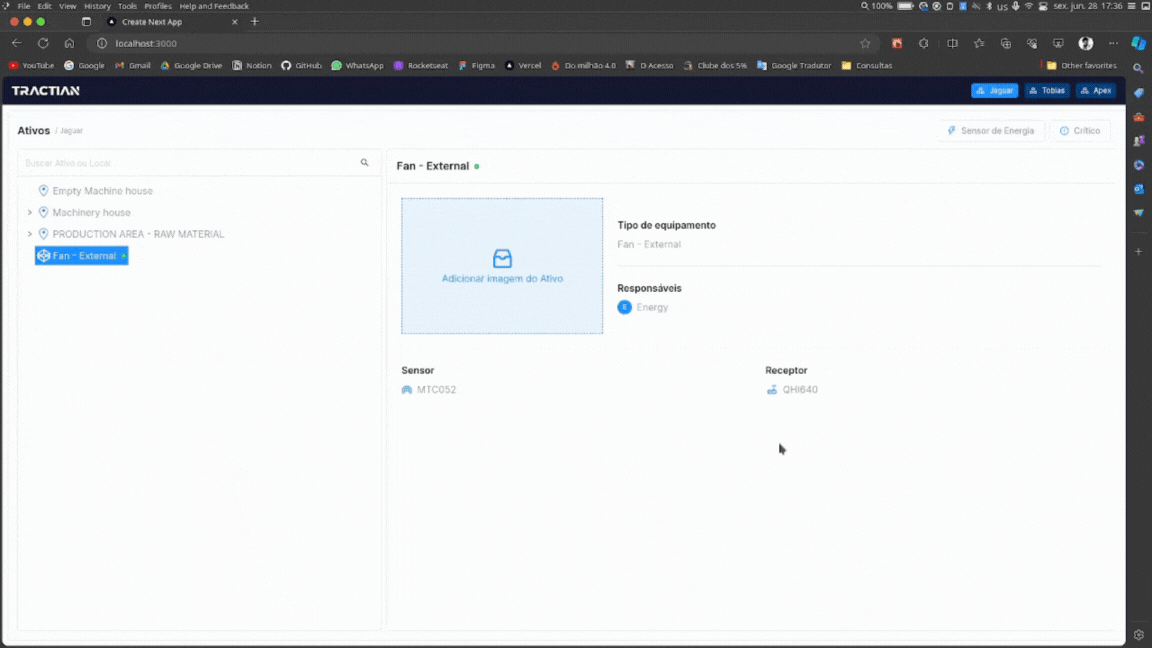 File Edit View History Tools Profiles Help and Feedback 100% us sex. jun. 28 17:36
Create Next App
localhost:3000
YouTube Google Gmail Google Drive Notion GitHub WhatsApp Rocketseat Figma Vercel Do milhão 4.0 D Acesso Clube dos 5% Google Tradutor Consultas Other favorites
TRACTIAN Jaguar Tobias Apex
Ativos / Jaguar Sensor de Energia Crítico
Buscar Ativo ou Local
Fan - External
Empty Machine house
Machinery house
PRODUCTION AREA - RAW MATERIAL
Fan - External
Adicionar imagem do Ativo
Tipo de equipamento
Fan - External
Responsáveis
E Energy
Sensor Receptor
MTC052 QHI640